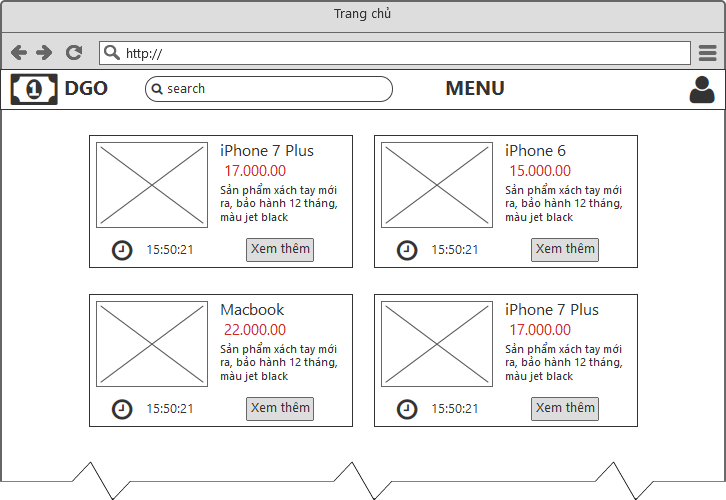 Trang chủ
http://
1 DGO
search
MENU
iPhone 7 Plus
17.000.00
Sản phẩm xách tay mới
ra, bảo hành 12 tháng,
màu jet black
15:50:21
Xem thêm
iPhone 6
15.000.00
Sản phẩm xách tay mới
ra, bảo hành 12 tháng,
màu jet black
15:50:21
Xem thêm
Macbook
22.000.00
Sản phẩm xách tay mới
ra, bảo hành 12 tháng,
màu jet black
15:50:21
Xem thêm
iPhone 7 Plus
17.000.00
Sản phẩm xách tay mới
ra, bảo hành 12 tháng,
màu jet black
15:50:21
Xem thêm